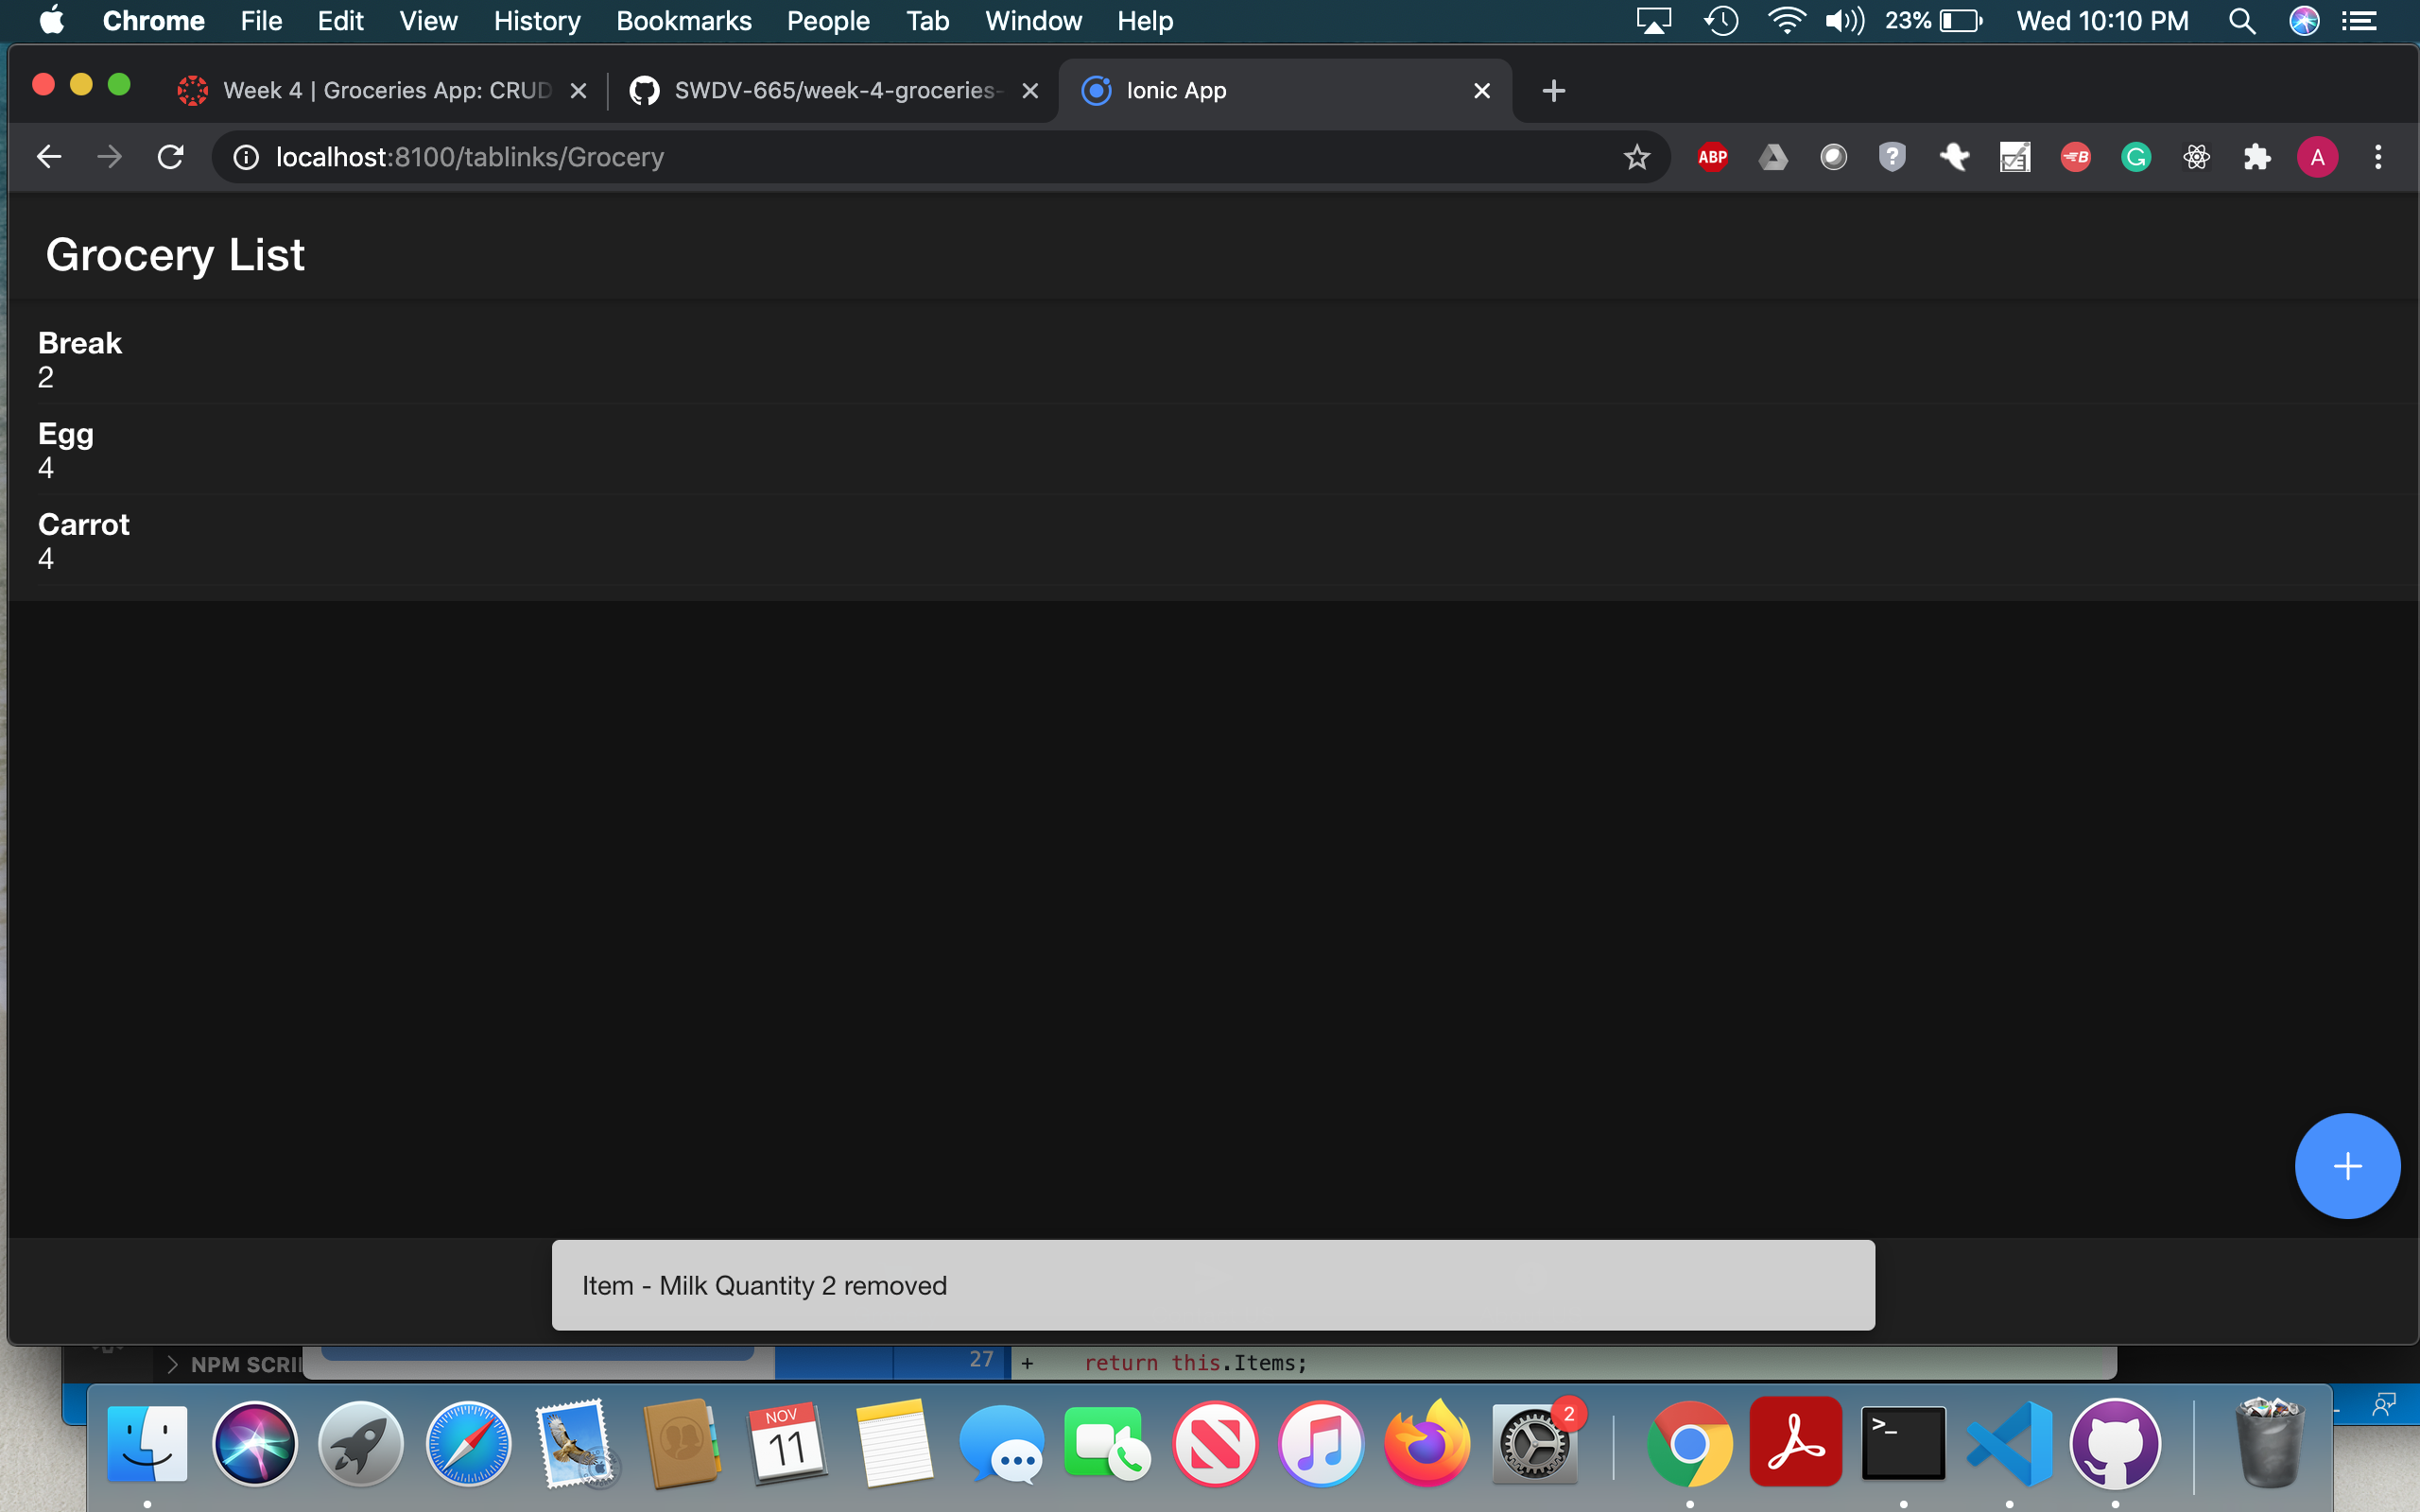 Chrome File Edit View History Bookmarks People Tab Window Help 23% Wed 10:10 PM
Week 4 | Groceries App: CRUD SWDV-665/week-4-groceries- Ionic App
localhost:8100/tablinks/Grocery ABP B G A
Grocery List
Break
2
Egg
4
Carrot
4
Item - Milk Quantity 2 removed
NPM SCRI 27 + return this.Items;
NOV
11
2
>_